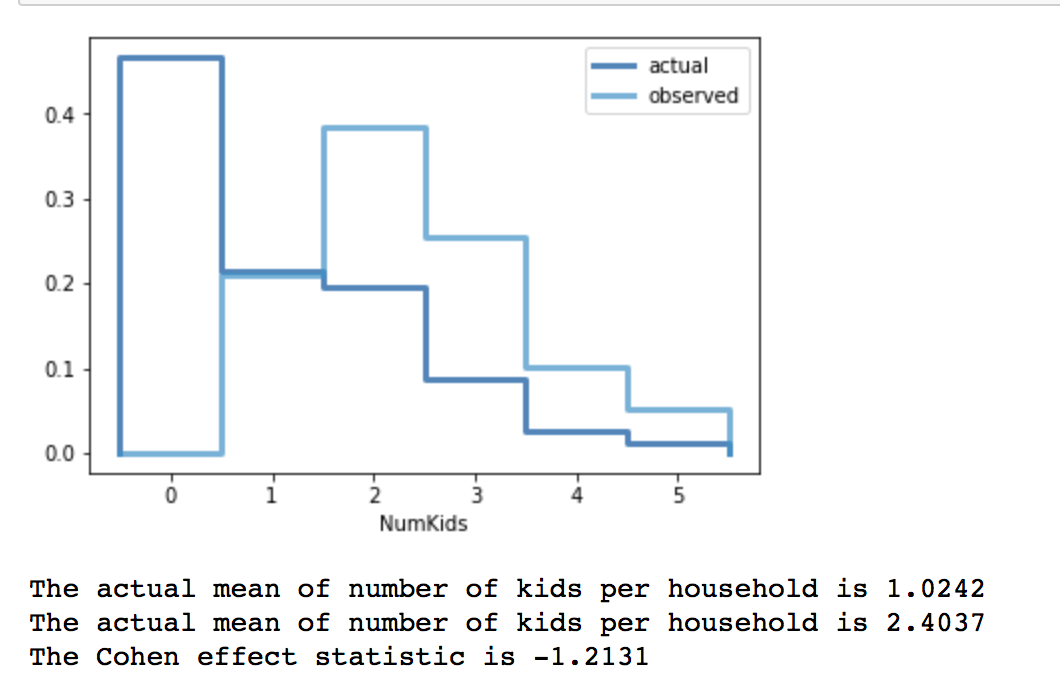 actual
observed
0.4
0.3
0.2
0.1
0.0
0 1 2 3 4 5
NumKids
The actual mean of number of kids per household is 1.0242
The actual mean of number of kids per household is 2.4037
The Cohen effect statistic is -1.2131